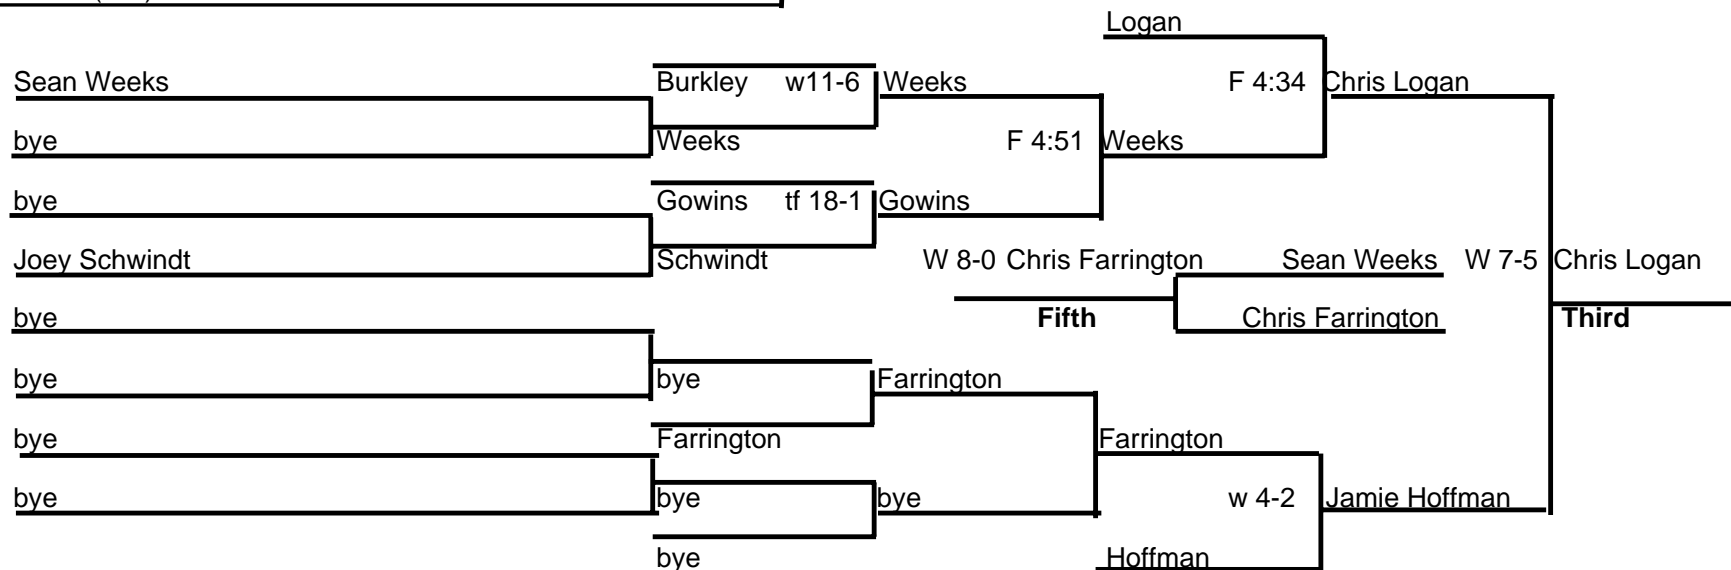 Logan
Sean Weeks Burkley w11-6 Weeks F 4:34 Chris Logan
bye Weeks F 4:51 Weeks
bye Gowins tf 18-1 Gowins
Joey Schwindt Schwindt W 8-0 Chris Farrington Sean Weeks W 7-5 Chris Logan
bye Fifth Chris Farrington Third
bye bye Farrington
bye Farrington Farrington
bye bye bye w 4-2 Jamie Hoffman
bye Hoffman